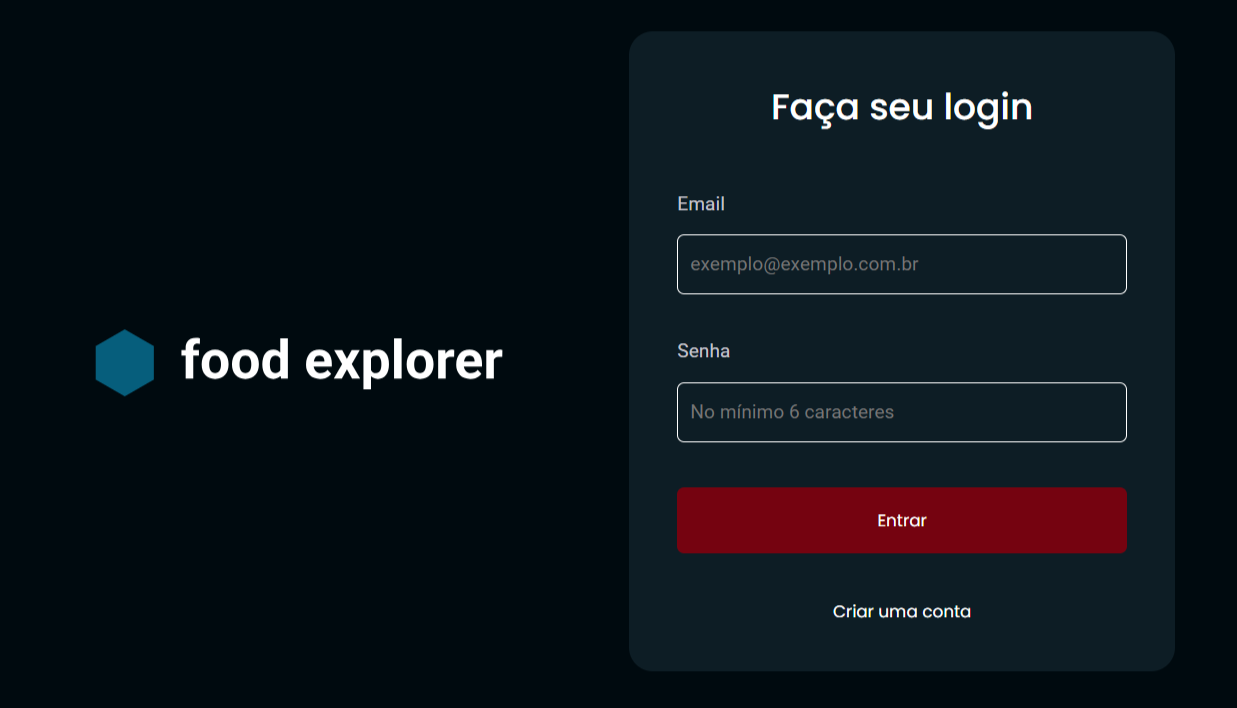 food explorer
Faça seu login
Email
exemplo@exemplo.com.br
Senha
No mínimo 6 caracteres
Entrar
Criar uma conta